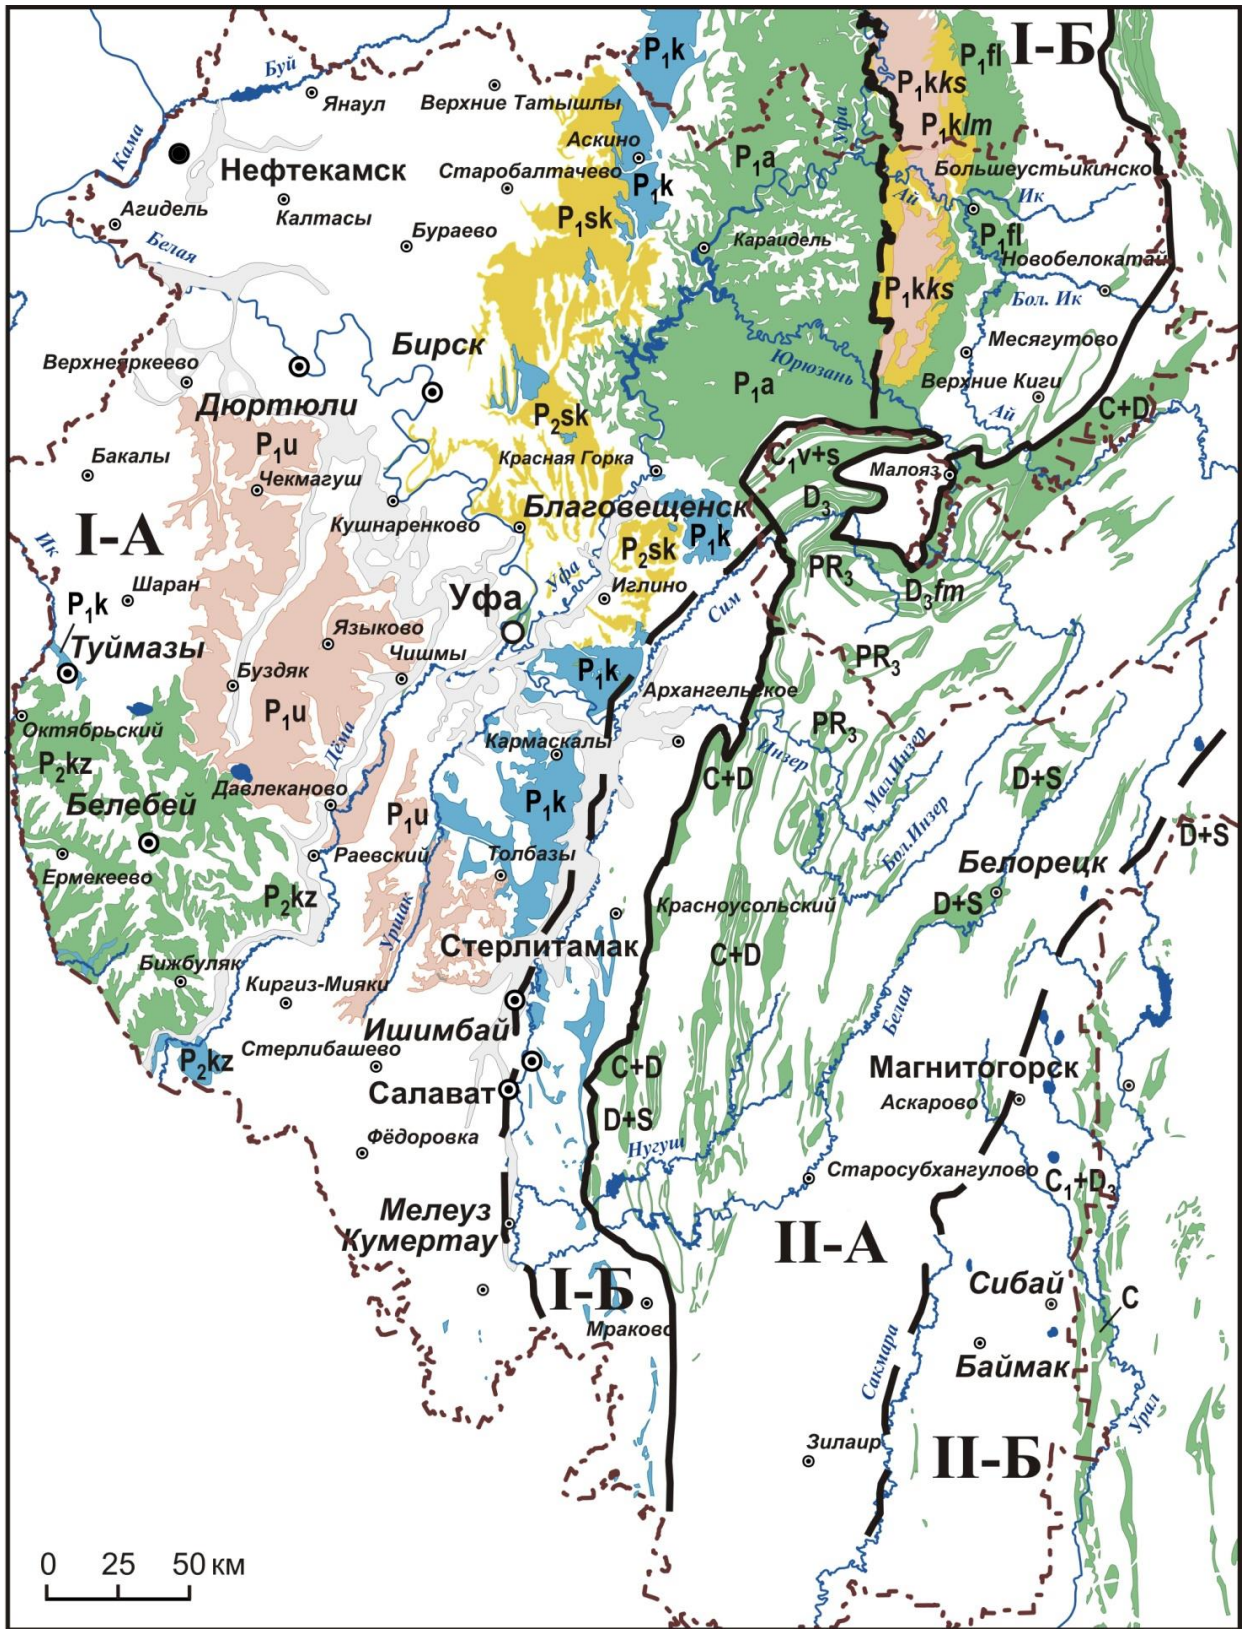 P₁k
I-Б
P₁fl
Буй
Янаул
Верхние Татышлы
P₁kks
Уфа
Кама
Аскино
P₁klm
Нефтекамск
Старобалтачево
P₁k
P₁a
Большеустьикинское
Ай
Ик
Калтасы
Агидель
P₁sk
Бураево
Караидель
P₁fl
Белая
Новобелокатай
P₁kks
Бол. Ик
Бирск
Месягутово
Верхнеяркеево
Юрюзань
P₁a
Верхние Киги
Дюртюли
P₂sk
Ай
C+D
P₁u
Бакалы
Красная Горка
C₁v+s
Малояз
Чекмагуш
D₃
Кушнаренково
Благовещенск
I-А
P₂sk
P₁k
Ик
PR₃
Шаран
Уфа
Иглино
D₃fm
P₁k
Уфа
Сим
Языково
Туймазы
Чишмы
PR₃
Буздяк
P₁k
Архангельское
P₁u
Октябрьский
Дёма
Кармаскалы
Инзер
PR₃
P₂kz
Мал.Инзер
C+D
D+S
Давлеканово
P₁k
Белебей
P₁u
Бол.Инзер
D+S
Раевский
Толбазы
Белорецк
Ермекеево
P₂kz
Красноусольский
D+S
Уршак
Стерлитамак
C+D
Бижбуляк
Киргиз-Мияки
Белая
Ишимбай
P₂kz
Стерлибашево
C+D
Магнитогорск
Салават
Аскарово
D+S
Фёдоровка
Нугуш
Старосубхангулово
C₁+D₃
Мелеуз
Кумертау
II-А
I-Б
Сибай
C
Мраково
Баймак
Сакмара
Урал
Зилаир
II-Б
0 25 50 км